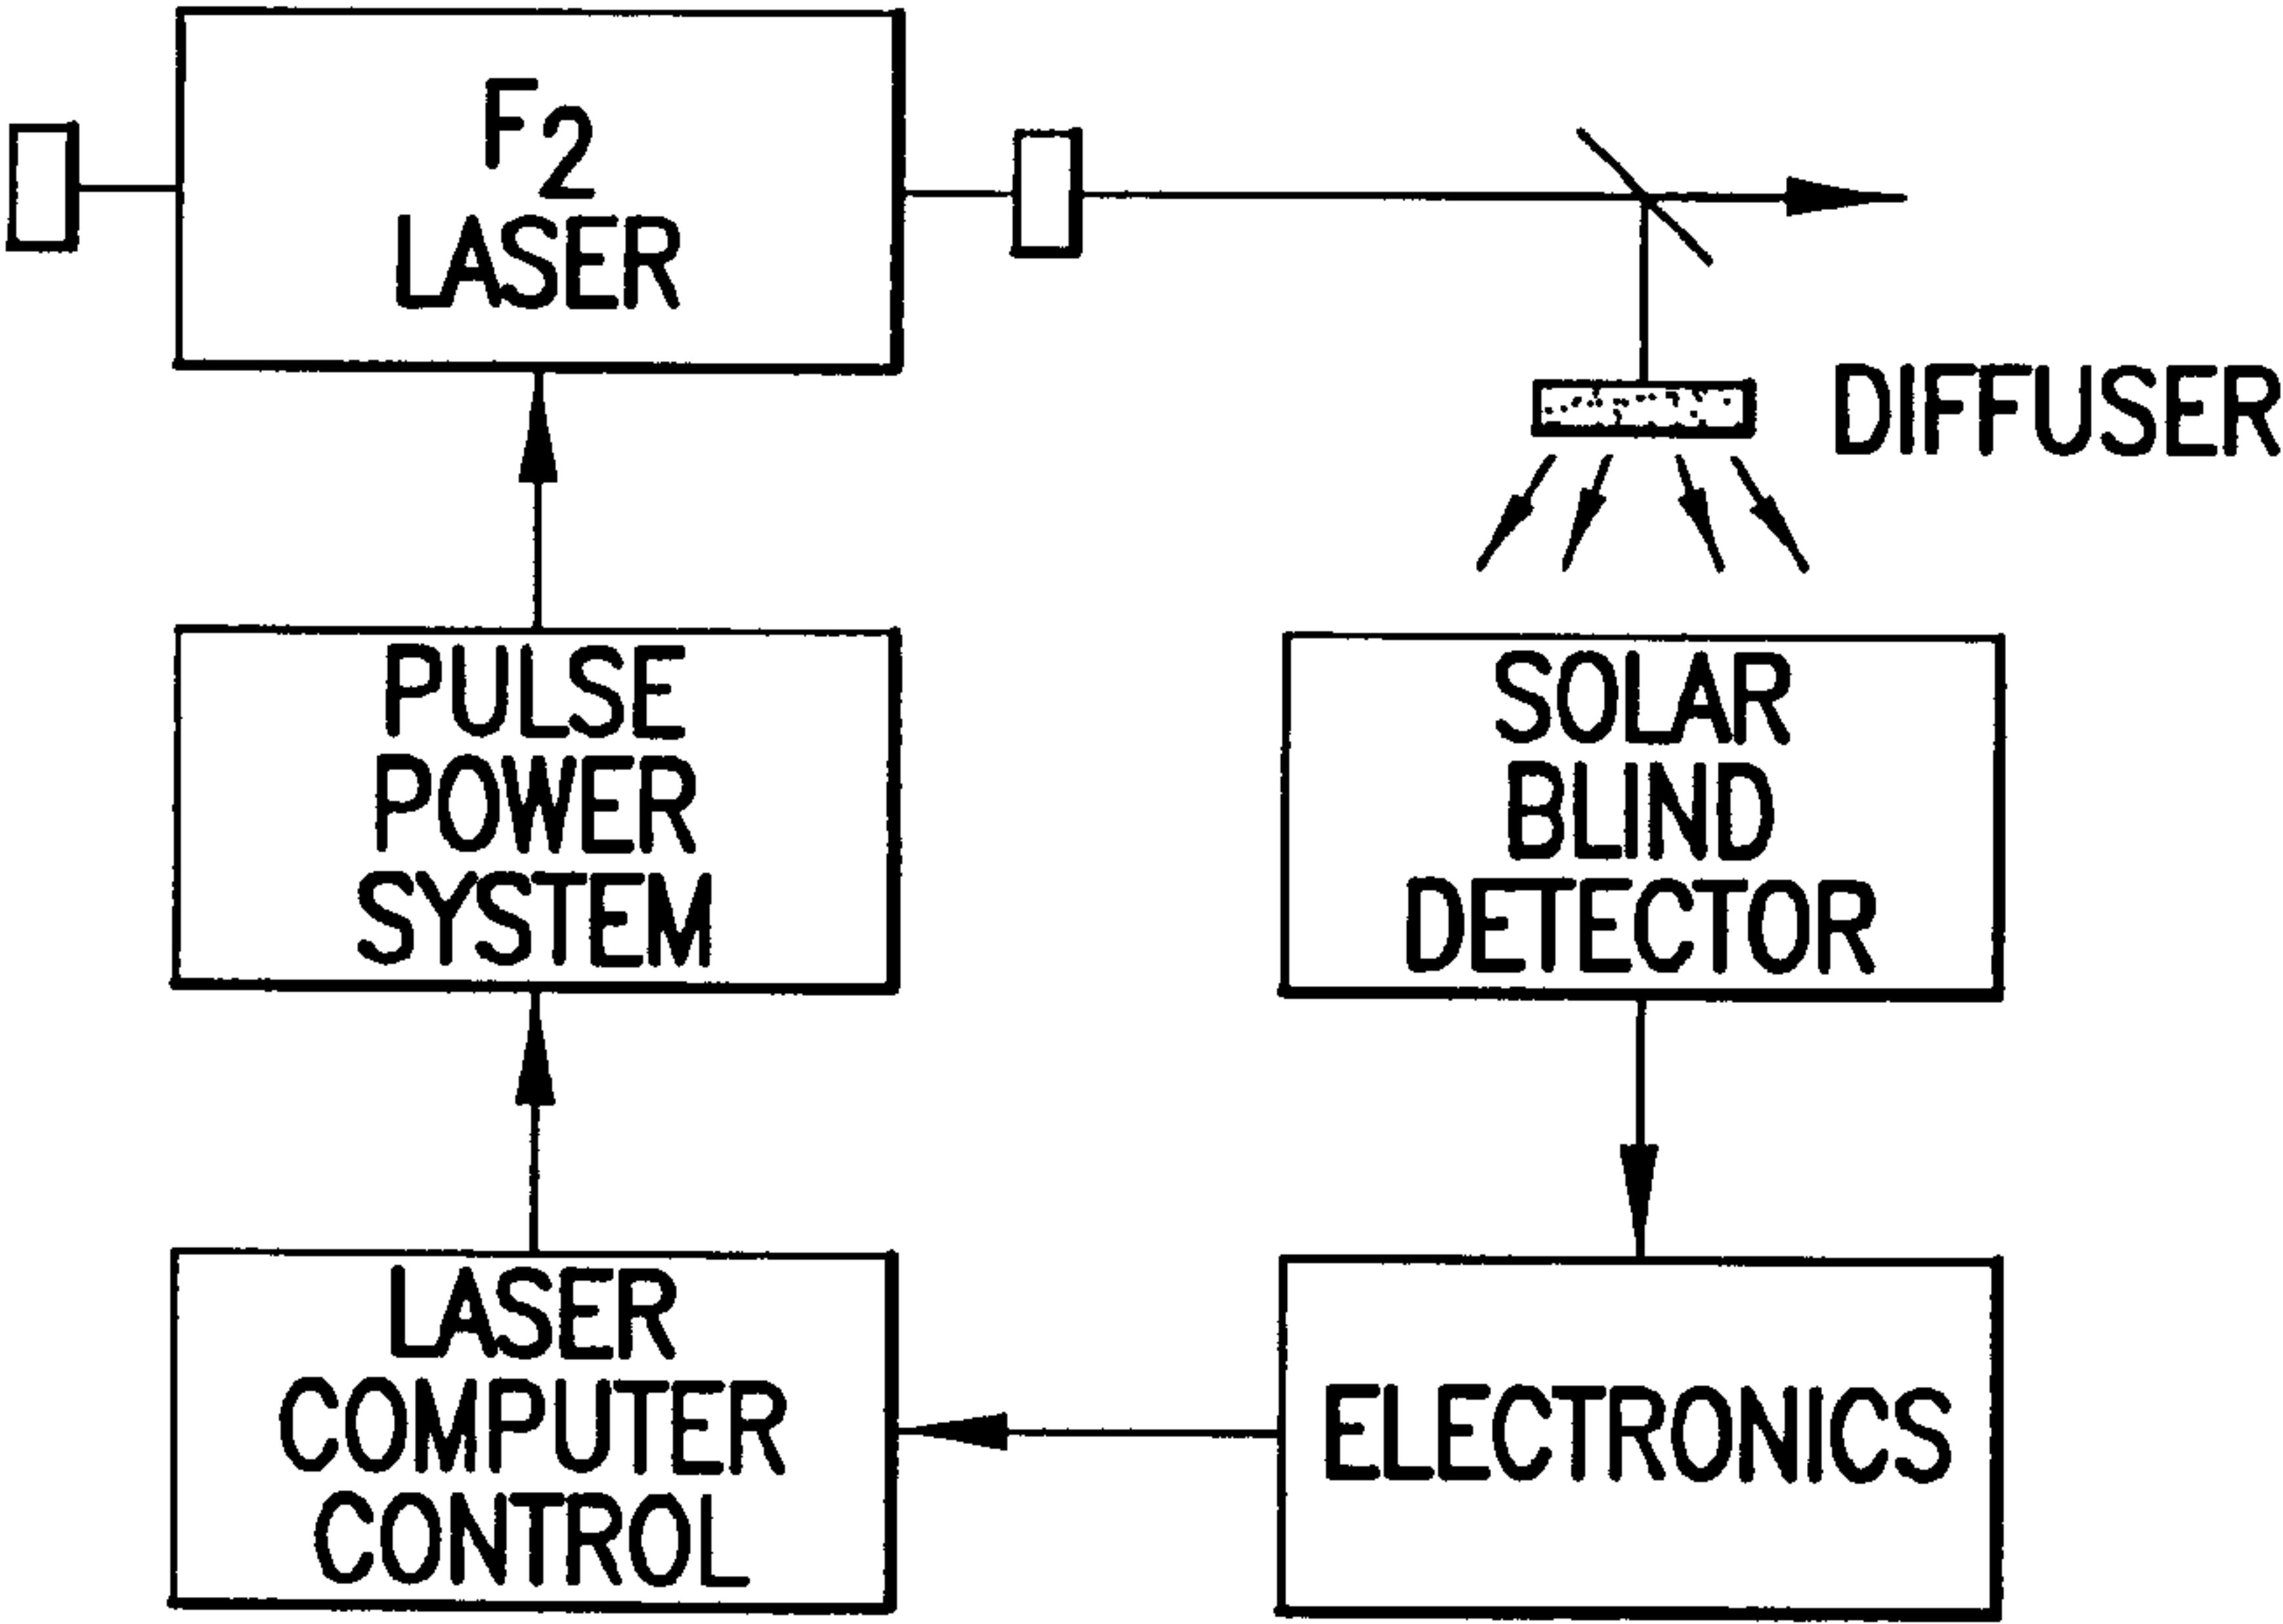 F2
LASER
DIFFUSER
PULSE
POWER
SYSTEM
SOLAR
BLIND
DETECTOR
LASER
COMPUTER
CONTROL
ELECTRONICS